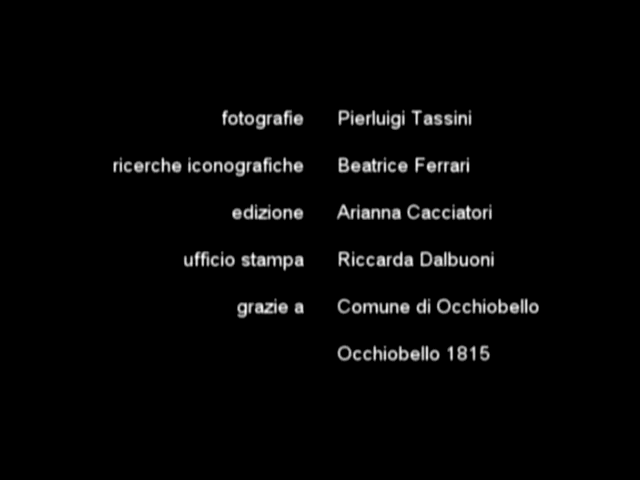 fotografie Pierluigi Tassini
ricerche iconografiche Beatrice Ferrari
edizione Arianna Cacciatori
ufficio stampa Riccarda Dalbuoni
grazie a Comune di Occhiobello
Occhiobello 1815